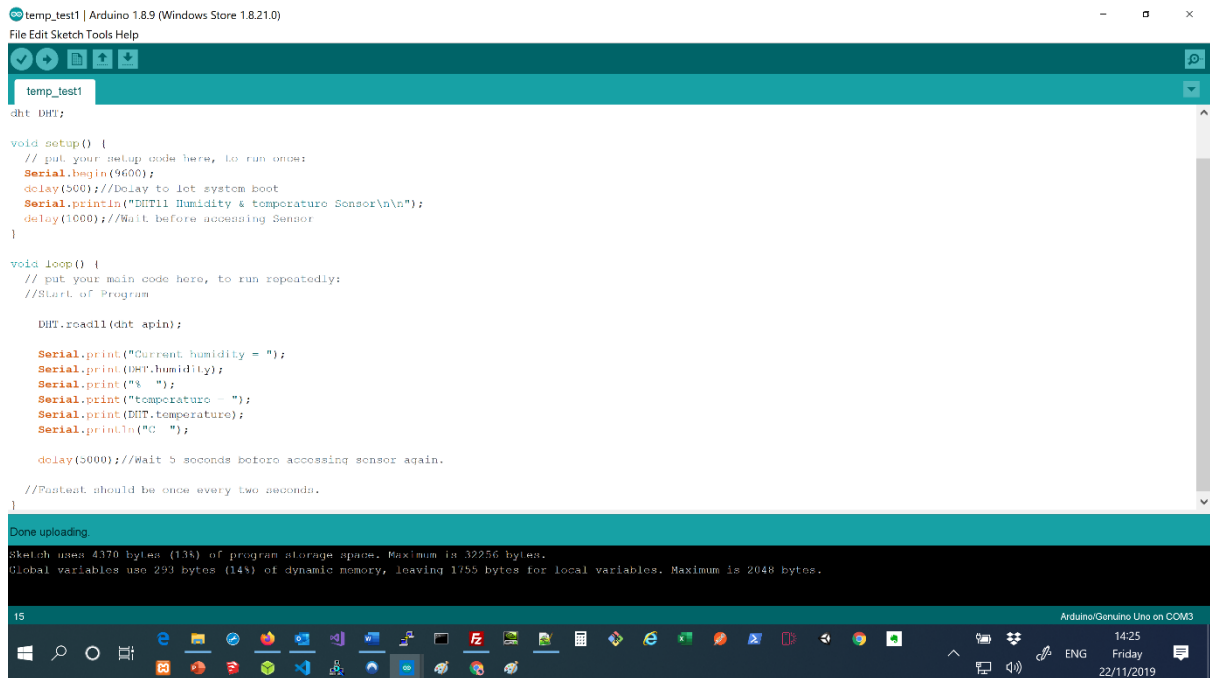 temp_test1 | Arduino 1.8.9 (Windows Store 1.8.21.0)
File Edit Sketch Tools Help
temp_test1
dht DHT;
void setup() {
// put your setup code here, to run once:
Serial.begin(9600);
delay(500);//Delay to let system boot
Serial.println("DHT11 Humidity & temperature Sensor\n\n");
delay(1000);//Wait before accessing Sensor
}
void loop() {
// put your main code here, to run repeatedly:
//Start of Program
DHT.read11(dht_apin);
Serial.print("Current humidity = ");
Serial.print(DHT.humidity);
Serial.print("%  ");
Serial.print("temperature = ");
Serial.print(DHT.temperature);
Serial.println("C  ");
delay(5000);//Wait 5 seconds before accessing sensor again.
//Fastest should be once every two seconds.
}
Done uploading.
Sketch uses 4370 bytes (13%) of program storage space. Maximum is 32256 bytes.
Global variables use 293 bytes (14%) of dynamic memory, leaving 1755 bytes for local variables. Maximum is 2048 bytes.
15 Arduino/Genuino Uno on COM3
14:25
ENG Friday
22/11/2019